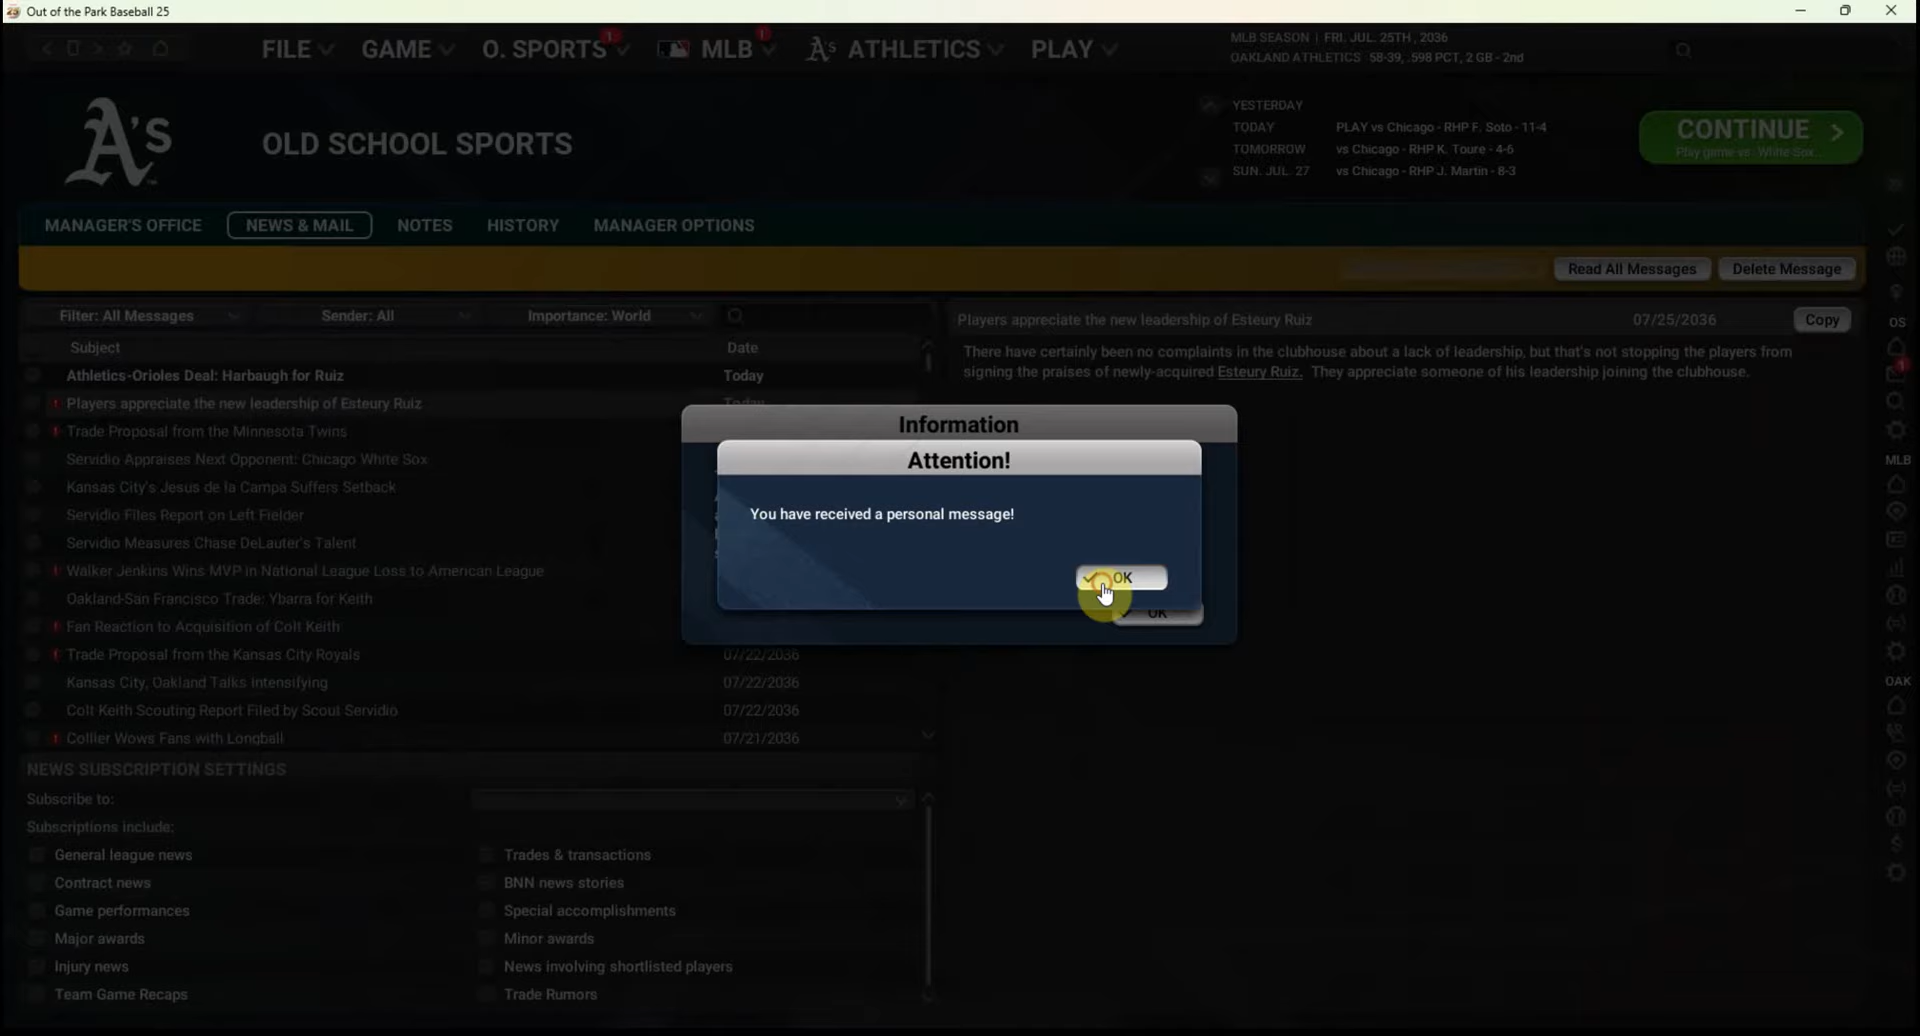 Out of the Park Baseball 25
FILE GAME O. SPORTS 1 MLB 1 A's ATHLETICS PLAY
MLB SEASON | FRI. JUL. 25TH, 2036
OAKLAND ATHLETICS 58-39, .598 PCT, 2 GB - 2nd
A's
OLD SCHOOL SPORTS
YESTERDAY
TODAY PLAY vs Chicago - RHP F. Soto - 11-4
TOMORROW vs Chicago - RHP K. Toure - 4-6
SUN. JUL. 27 vs Chicago - RHP J. Martin - 8-3
CONTINUE
Play game vs. White Sox...
MANAGER'S OFFICE NEWS & MAIL NOTES HISTORY MANAGER OPTIONS
Read All Messages Delete Message
Filter: All Messages Sender: All Importance: World
Subject Date
Athletics-Orioles Deal: Harbaugh for Ruiz Today
! Players appreciate the new leadership of Esteury Ruiz Today
! Trade Proposal from the Minnesota Twins
Servidio Appraises Next Opponent: Chicago White Sox
Kansas City's Jesus de la Campa Suffers Setback
Servidio Files Report on Left Fielder
Servidio Measures Chase DeLauter's Talent
! Walker Jenkins Wins MVP in National League Loss to American League
Oakland-San Francisco Trade: Ybarra for Keith
! Fan Reaction to Acquisition of Colt Keith
! Trade Proposal from the Kansas City Royals 07/22/2036
Kansas City, Oakland Talks Intensifying 07/22/2036
Colt Keith Scouting Report Filed by Scout Servidio 07/22/2036
! Collier Wows Fans with Longball 07/21/2036
Players appreciate the new leadership of Esteury Ruiz 07/25/2036 Copy
There have certainly been no complaints in the clubhouse about a lack of leadership, but that's not stopping the players from
signing the praises of newly-acquired Esteury Ruiz. They appreciate someone of his leadership joining the clubhouse.
Information
Attention!
You have received a personal message!
OK
OK
NEWS SUBSCRIPTION SETTINGS
Subscribe to:
Subscriptions include:
General league news Trades & transactions
Contract news BNN news stories
Game performances Special accomplishments
Major awards Minor awards
Injury news News involving shortlisted players
Team Game Recaps Trade Rumors
OS
1
MLB
OAK